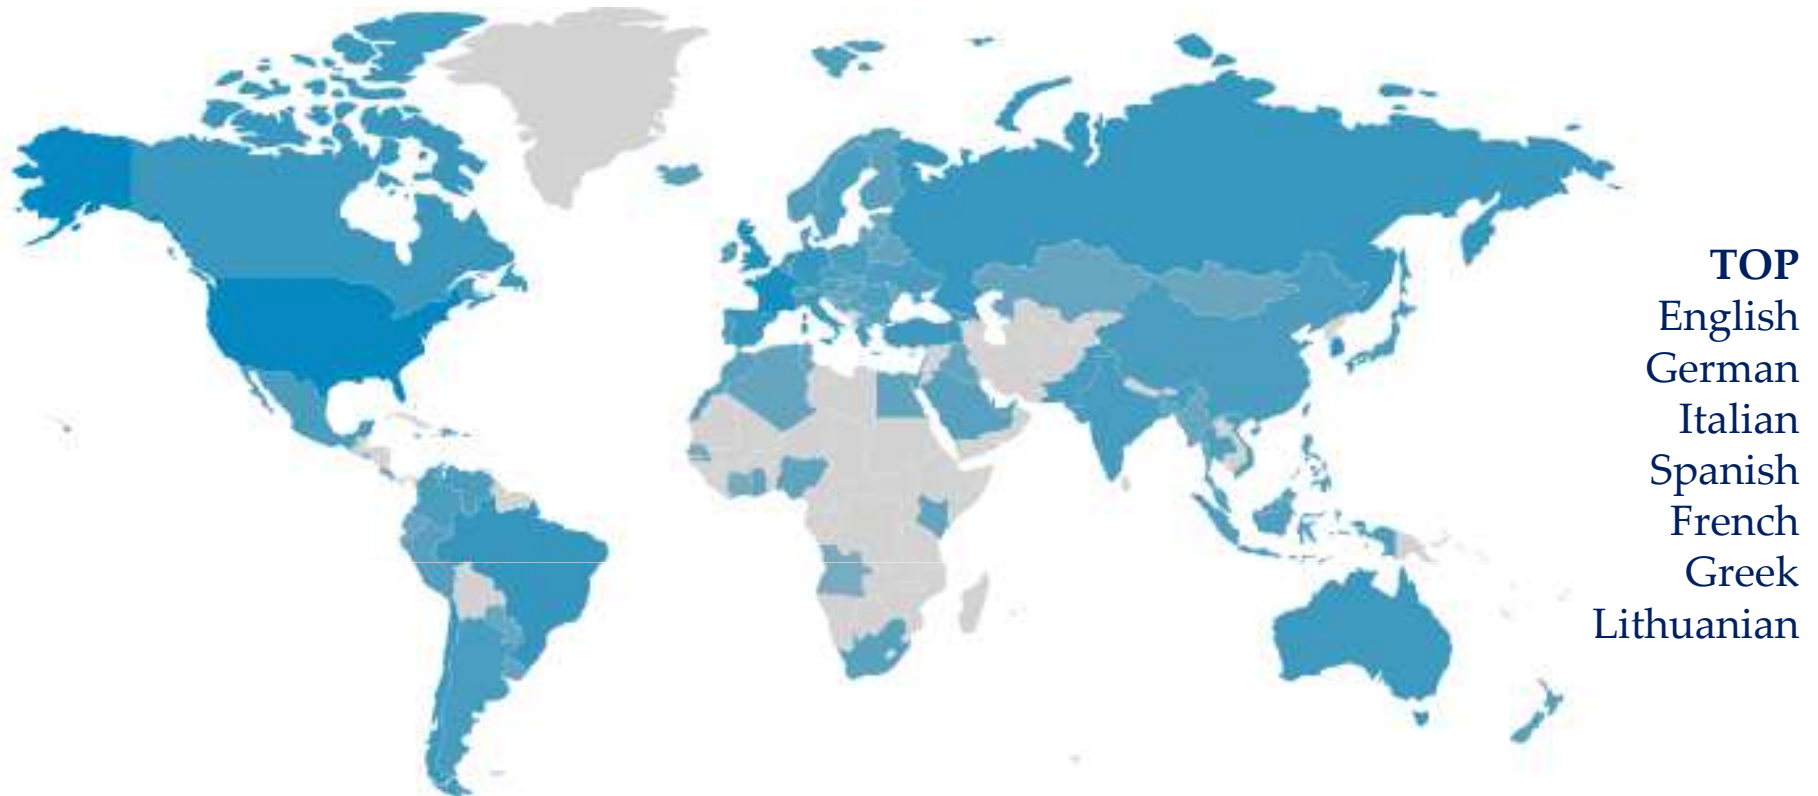 TOP
English
German
Italian
Spanish
French
Greek
Lithuanian